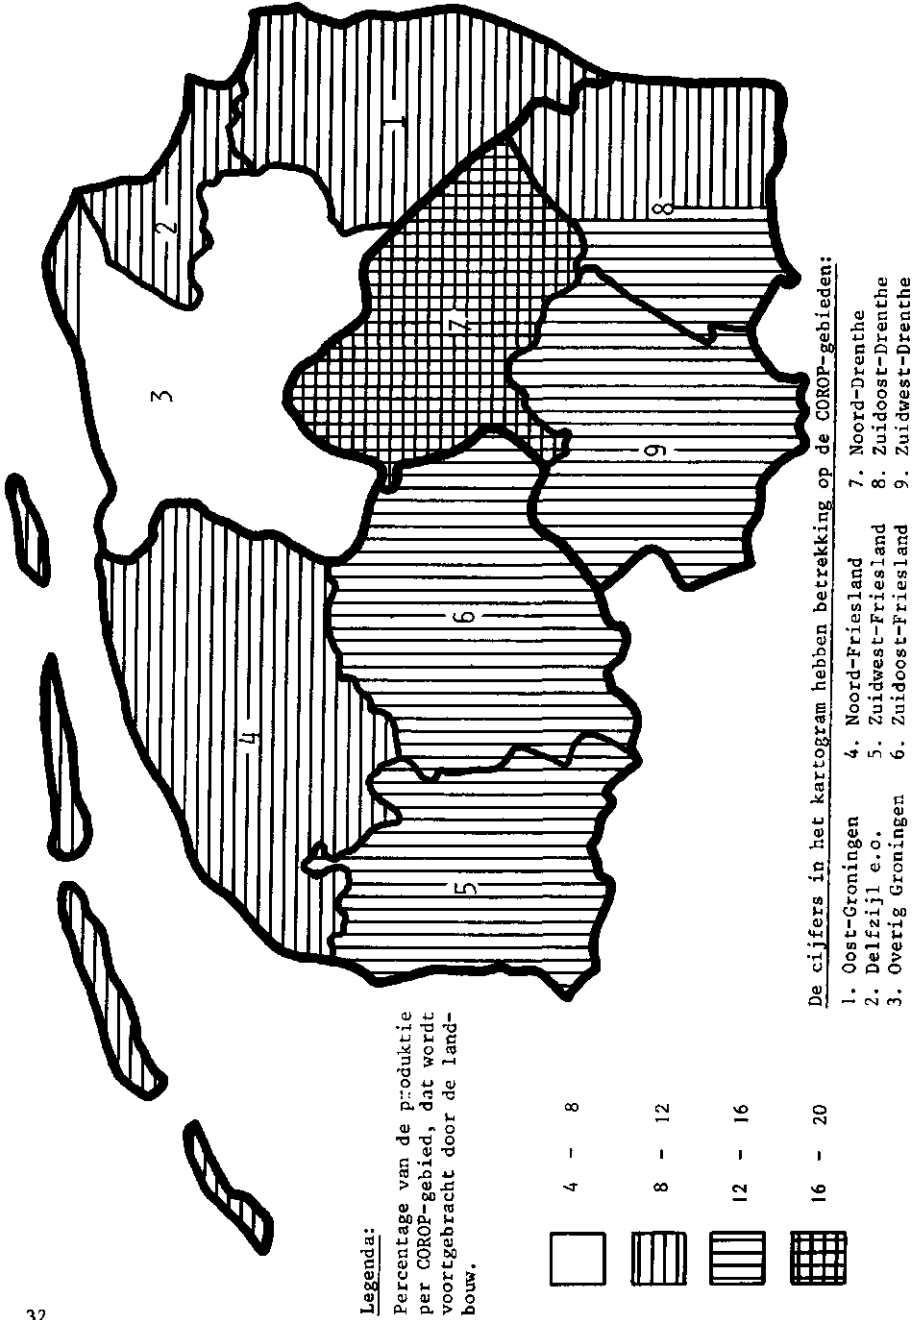 32
1
2
3
4
5
6
7
8
9
Legenda:
Percentage van de produktie
per COROP-gebied, dat wordt
voortgebracht door de land-
bouw.
4 - 8
8 - 12
12 - 16
16 - 20
De cijfers in het kartogram hebben betrekking op de COROP-gebieden:
1. Oost-Groningen 4. Noord-Friesland 7. Noord-Drenthe
2. Delfzijl e.o. 5. Zuidwest-Friesland 8. Zuidoost-Drenthe
3. Overig Groningen 6. Zuidoost-Friesland 9. Zuidwest-Drenthe